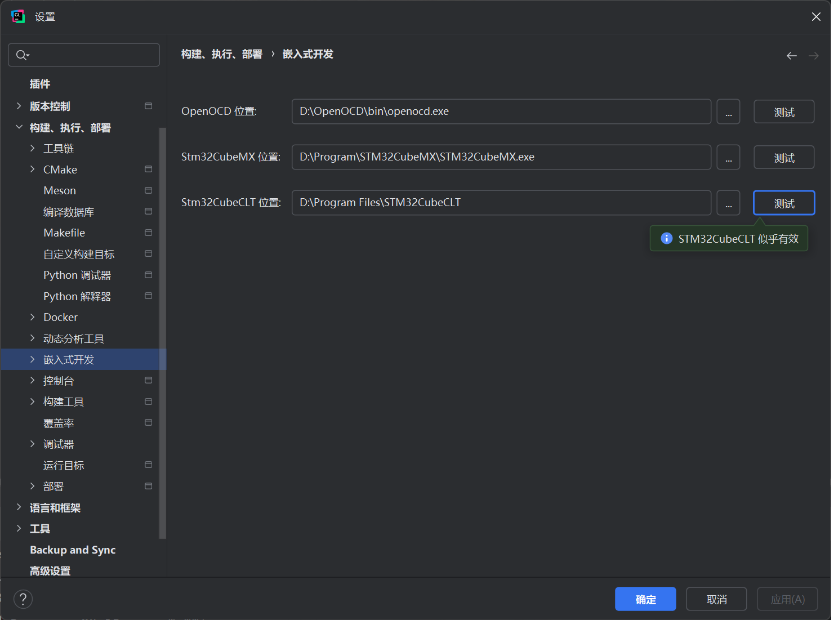 设置
插件
版本控制
构建、执行、部署
工具链
CMake
Meson
编译数据库
Makefile
自定义构建目标
Python 调试器
Python 解释器
Docker
动态分析工具
嵌入式开发
控制台
构建工具
覆盖率
调试器
运行目标
部署
语言和框架
工具
Backup and Sync
高级设置
构建、执行、部署 › 嵌入式开发
OpenOCD 位置: D:\OpenOCD\bin\openocd.exe ... 测试
Stm32CubeMX 位置: D:\Program\STM32CubeMX\STM32CubeMX.exe ... 测试
Stm32CubeCLT 位置: D:\Program Files\STM32CubeCLT ... 测试
STM32CubeCLT 似乎有效
? 确定 取消 应用(A)